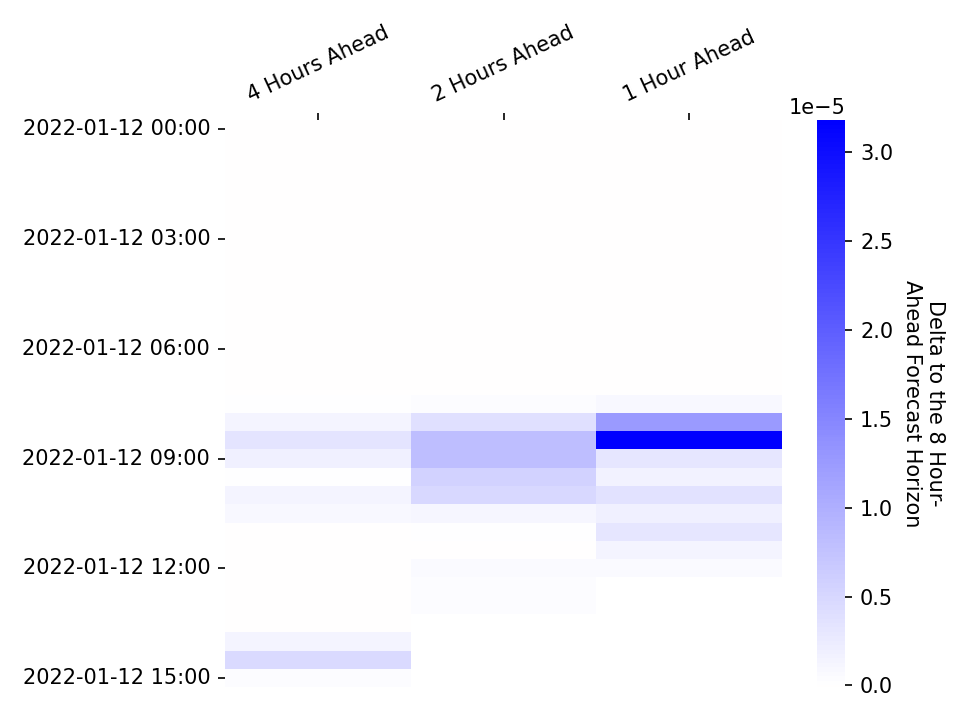 4 Hours Ahead
2 Hours Ahead
1 Hour Ahead
1e−5
2022-01-12 00:00
2022-01-12 03:00
2022-01-12 06:00
2022-01-12 09:00
2022-01-12 12:00
2022-01-12 15:00
3.0
2.5
2.0
1.5
1.0
0.5
0.0
Delta to the 8 Hour-
Ahead Forecast Horizon